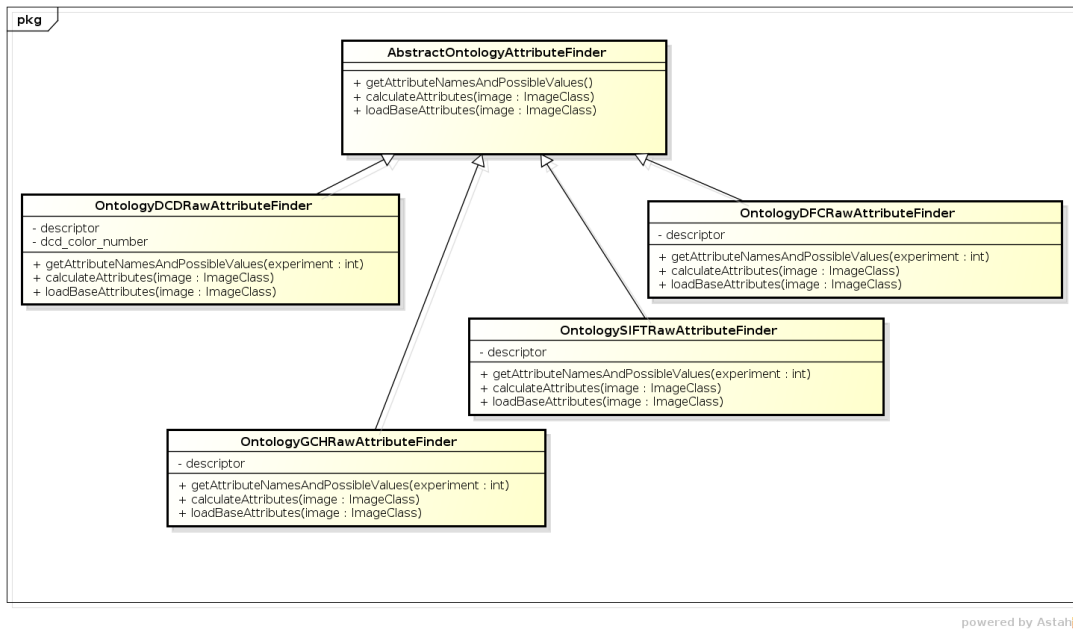 pkg
AbstractOntologyAttributeFinder
+ getAttributeNamesAndPossibleValues()
+ calculateAttributes(image : ImageClass)
+ loadBaseAttributes(image : ImageClass)
OntologyDCDRawAttributeFinder
- descriptor
- dcd_color_number
+ getAttributeNamesAndPossibleValues(experiment : int)
+ calculateAttributes(image : ImageClass)
+ loadBaseAttributes(image : ImageClass)
OntologyDFCRawAttributeFinder
- descriptor
+ getAttributeNamesAndPossibleValues(experiment : int)
+ calculateAttributes(image : ImageClass)
+ loadBaseAttributes(image : ImageClass)
OntologySIFTRawAttributeFinder
- descriptor
+ getAttributeNamesAndPossibleValues(experiment : int)
+ calculateAttributes(image : ImageClass)
+ loadBaseAttributes(image : ImageClass)
OntologyGCHRawAttributeFinder
- descriptor
+ getAttributeNamesAndPossibleValues(experiment : int)
+ calculateAttributes(image : ImageClass)
+ loadBaseAttributes(image : ImageClass)
powered by Astah